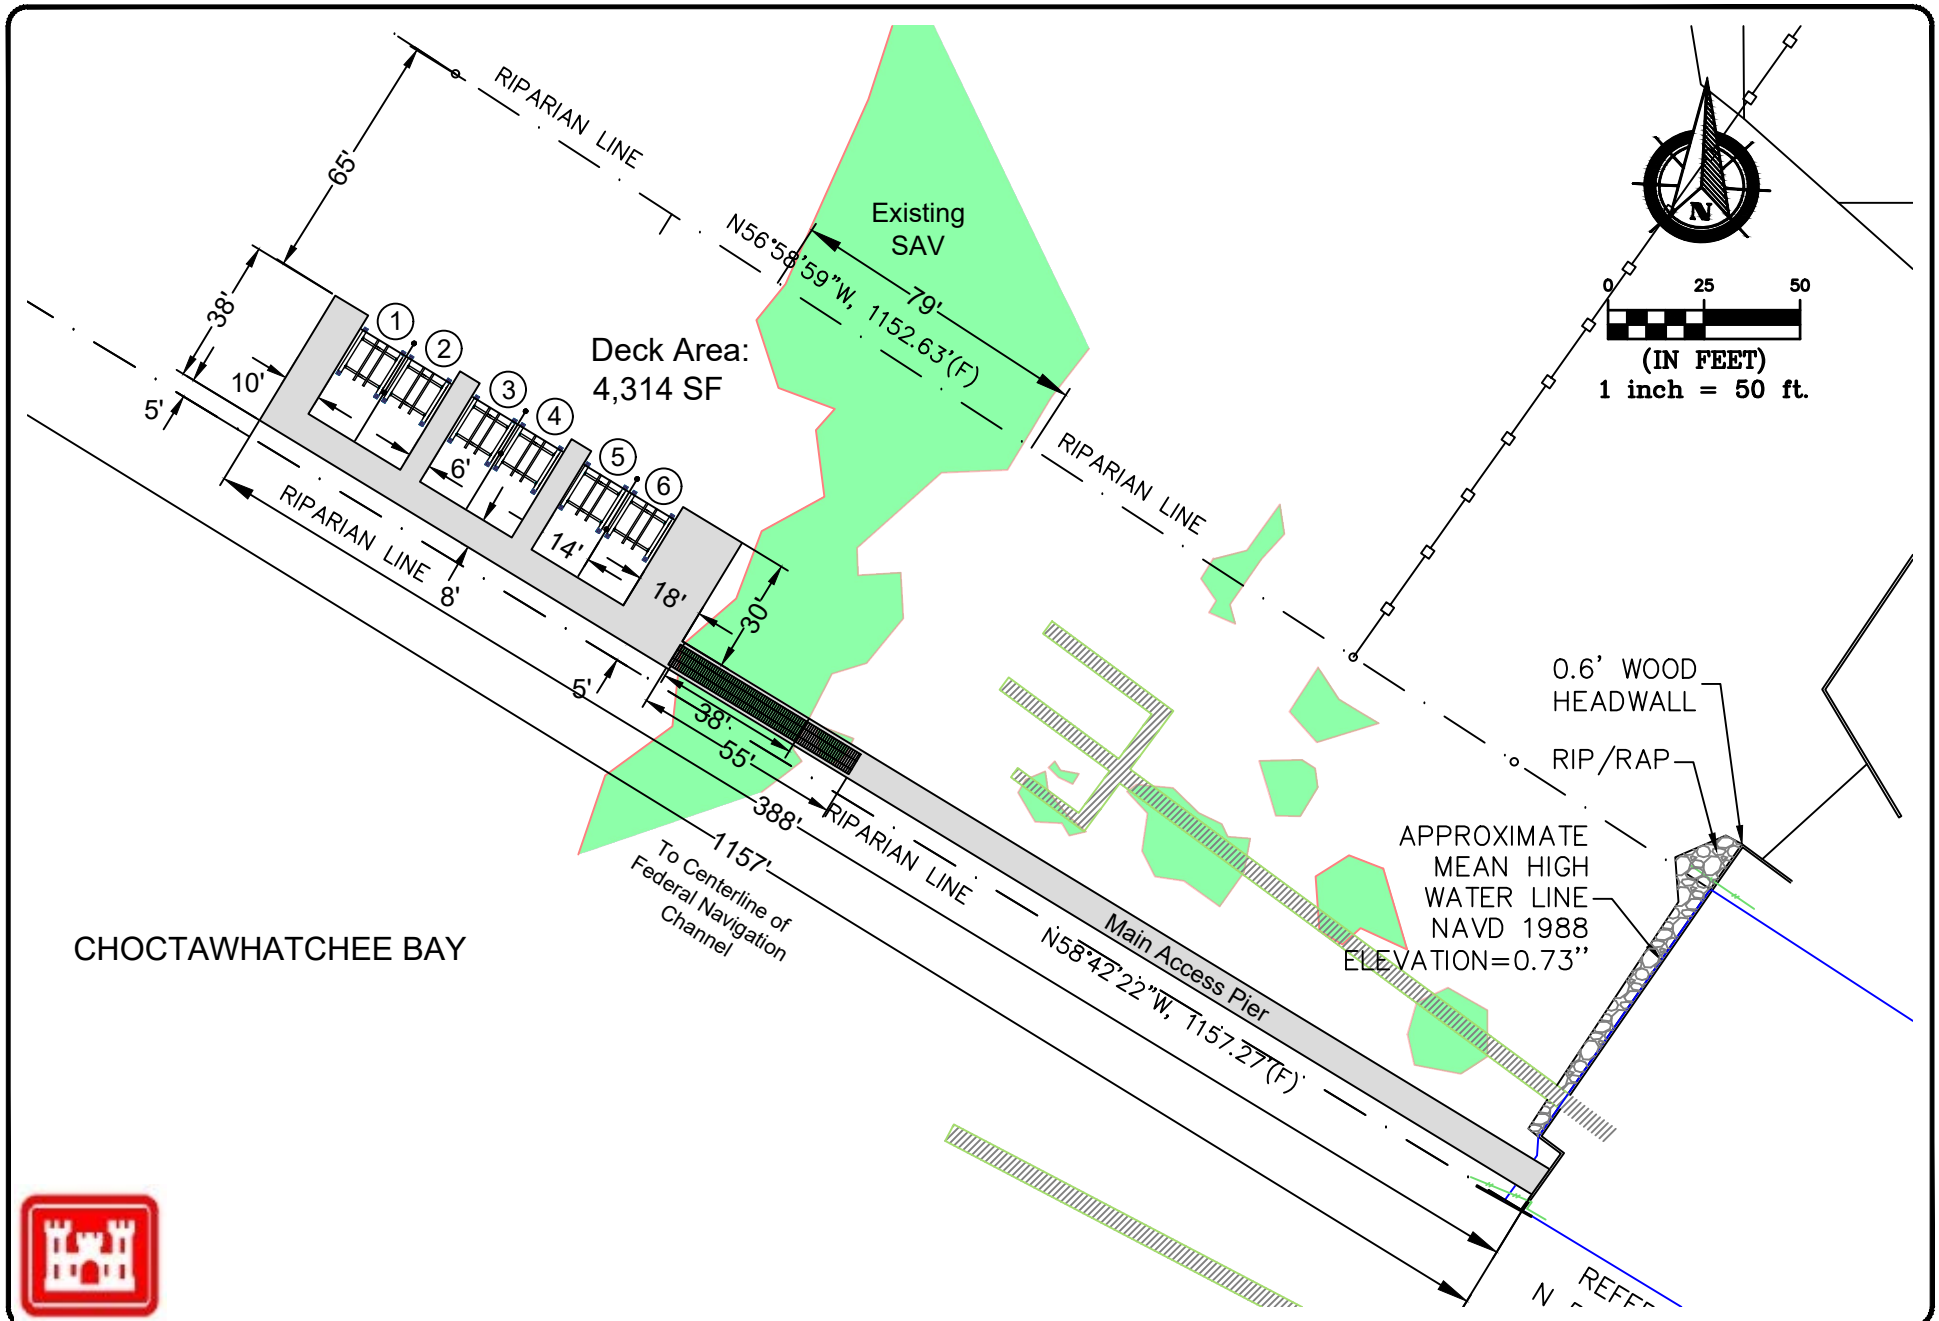 RIPARIAN LINE
65'
Existing
SAV
N56°58'59"W, 1152.63'(F)
79'
N
0 25 50
(IN FEET)
1 inch = 50 ft.
38'
10'
5'
1
2
3
4
5
6
Deck Area:
4,314 SF
6'
14'
18'
30'
8'
5'
RIPARIAN LINE
RIPARIAN LINE
38'
55'
388'
1157'
To Centerline of
Federal Navigation
Channel
RIPARIAN LINE
Main Access Pier
N58°42'22"W, 1157.27'(F)
0.6' WOOD
HEADWALL
RIP/RAP
APPROXIMATE
MEAN HIGH
WATER LINE
NAVD 1988
ELEVATION=0.73"
CHOCTAWHATCHEE BAY